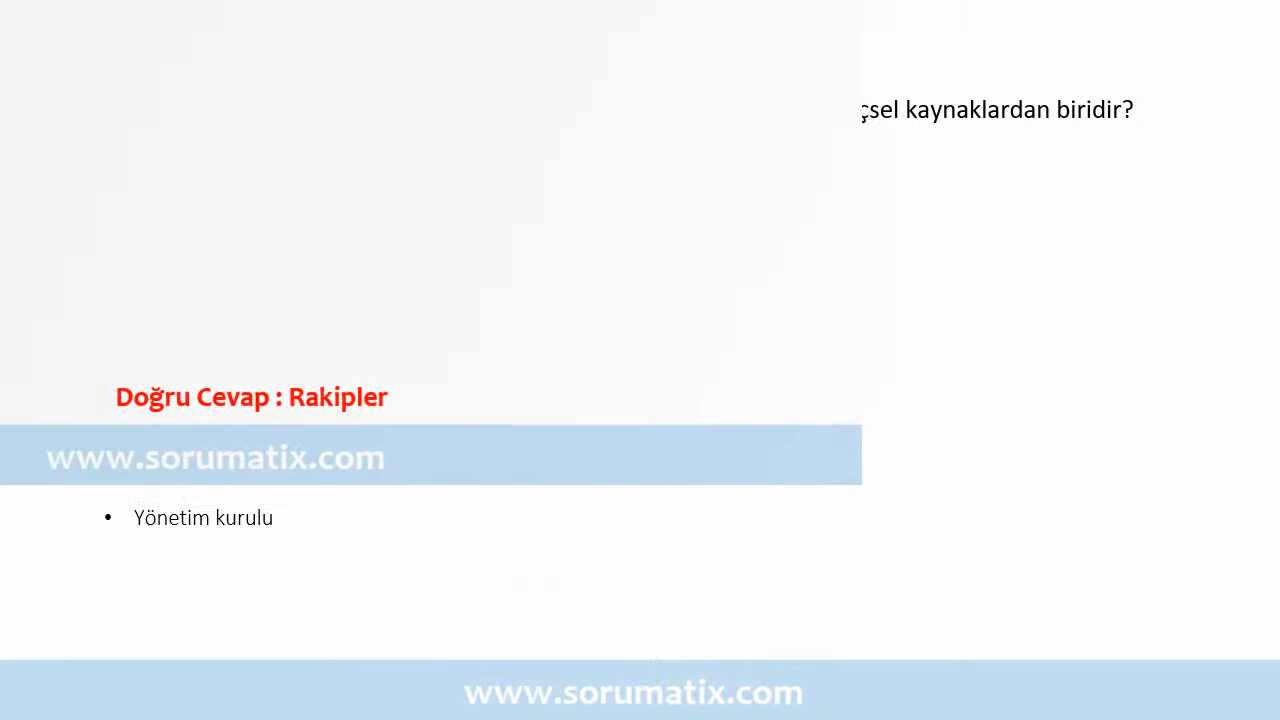 çsel kaynaklardan biridir?
Doğru Cevap : Rakipler
www.sorumatix.com
• Yönetim kurulu
www.sorumatix.com